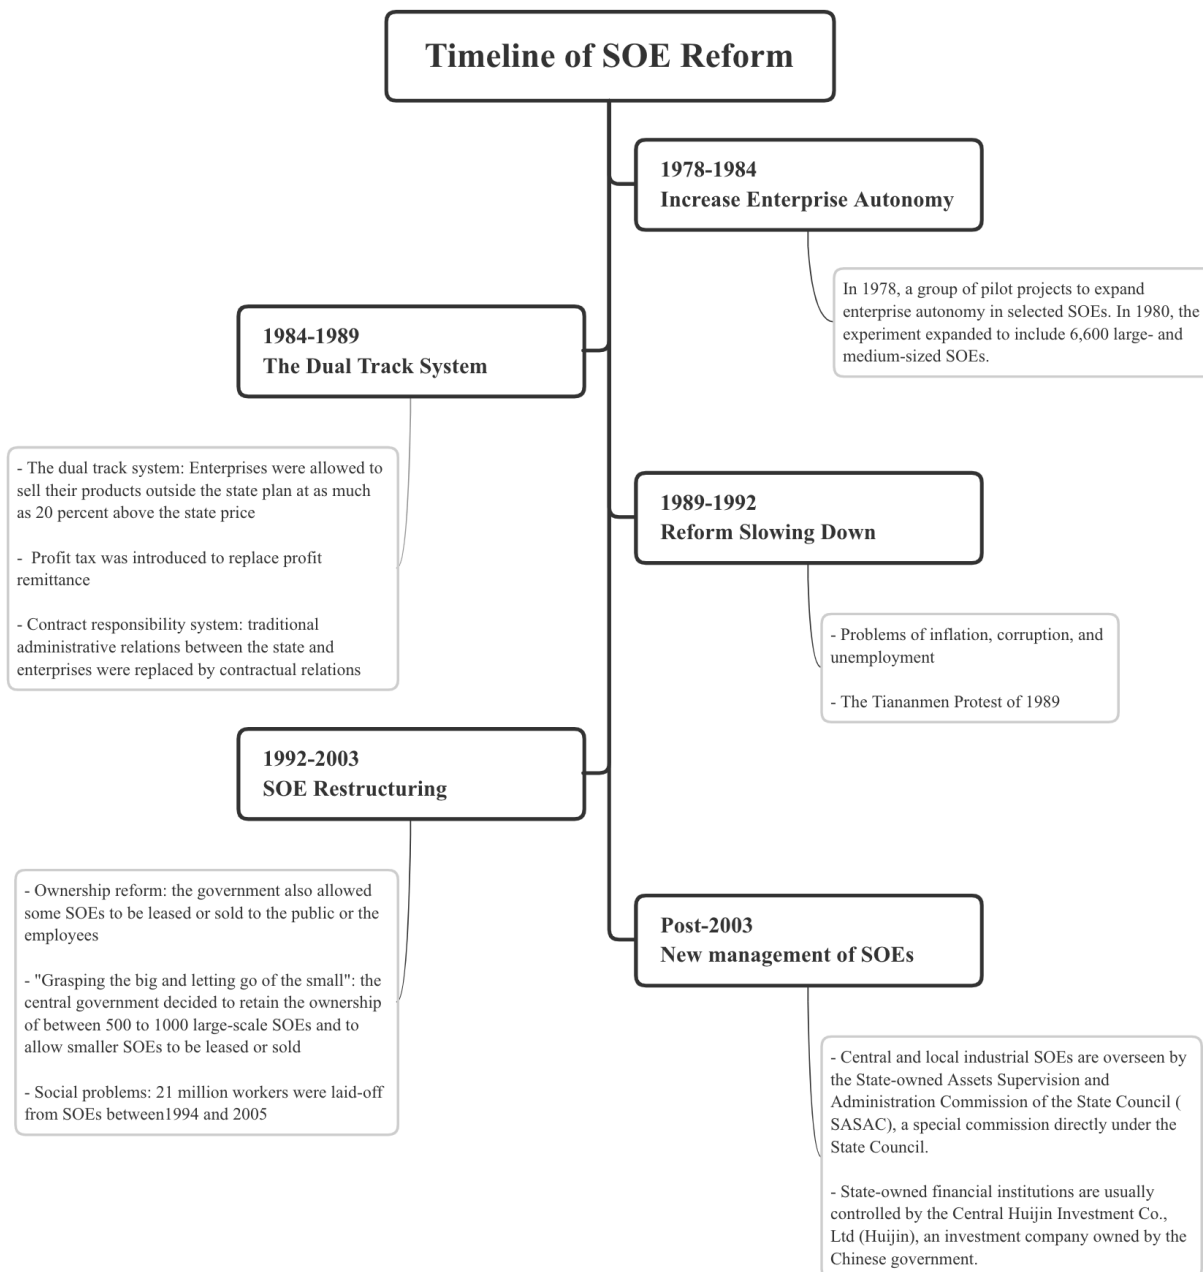 Timeline of SOE Reform
1978-1984
Increase Enterprise Autonomy
In 1978, a group of pilot projects to expand
enterprise autonomy in selected SOEs. In 1980, the
experiment expanded to include 6,600 large- and
medium-sized SOEs.
1984-1989
The Dual Track System
- The dual track system: Enterprises were allowed to
sell their products outside the state plan at as much
as 20 percent above the state price
-  Profit tax was introduced to replace profit
remittance
- Contract responsibility system: traditional
administrative relations between the state and
enterprises were replaced by contractual relations
1989-1992
Reform Slowing Down
- Problems of inflation, corruption, and
unemployment
- The Tiananmen Protest of 1989
1992-2003
SOE Restructuring
- Ownership reform: the government also allowed
some SOEs to be leased or sold to the public or the
employees
- "Grasping the big and letting go of the small": the
central government decided to retain the ownership
of between 500 to 1000 large-scale SOEs and to
allow smaller SOEs to be leased or sold
- Social problems: 21 million workers were laid-off
from SOEs between1994 and 2005
Post-2003
New management of SOEs
- Central and local industrial SOEs are overseen by
the State-owned Assets Supervision and
Administration Commission of the State Council (
SASAC), a special commission directly under the
State Council.
- State-owned financial institutions are usually
controlled by the Central Huijin Investment Co.,
Ltd (Huijin), an investment company owned by the
Chinese government.